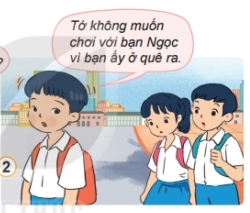 Tớ không muốn
chơi với bạn Ngọc
vì bạn ấy ở quê ra.
2